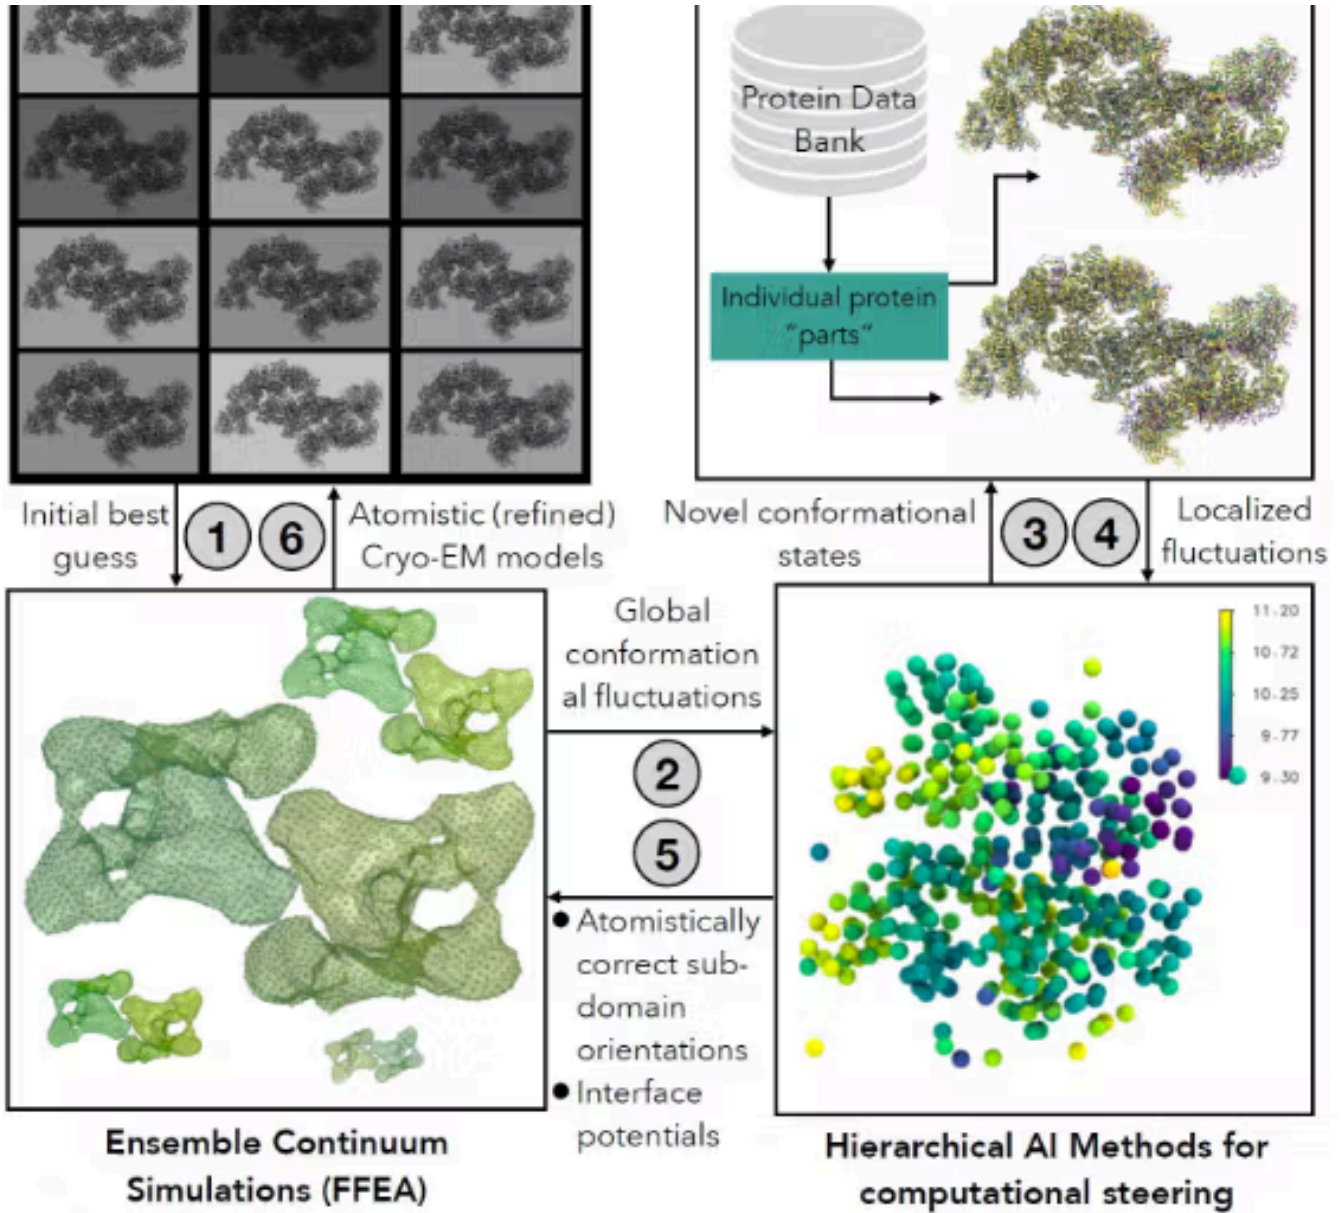 Protein Data
Bank
Individual protein
“parts“
Initial best
guess
1
6
Atomistic (refined)
Cryo-EM models
Novel conformational
states
3
4
Localized
fluctuations
Global
conformation
al fluctuations
2
5
● Atomistically
correct sub-
domain
orientations
● Interface
potentials
11.20
10.72
10.25
9.77
9.30
Ensemble Continuum
Simulations (FFEA)
Hierarchical AI Methods for
computational steering